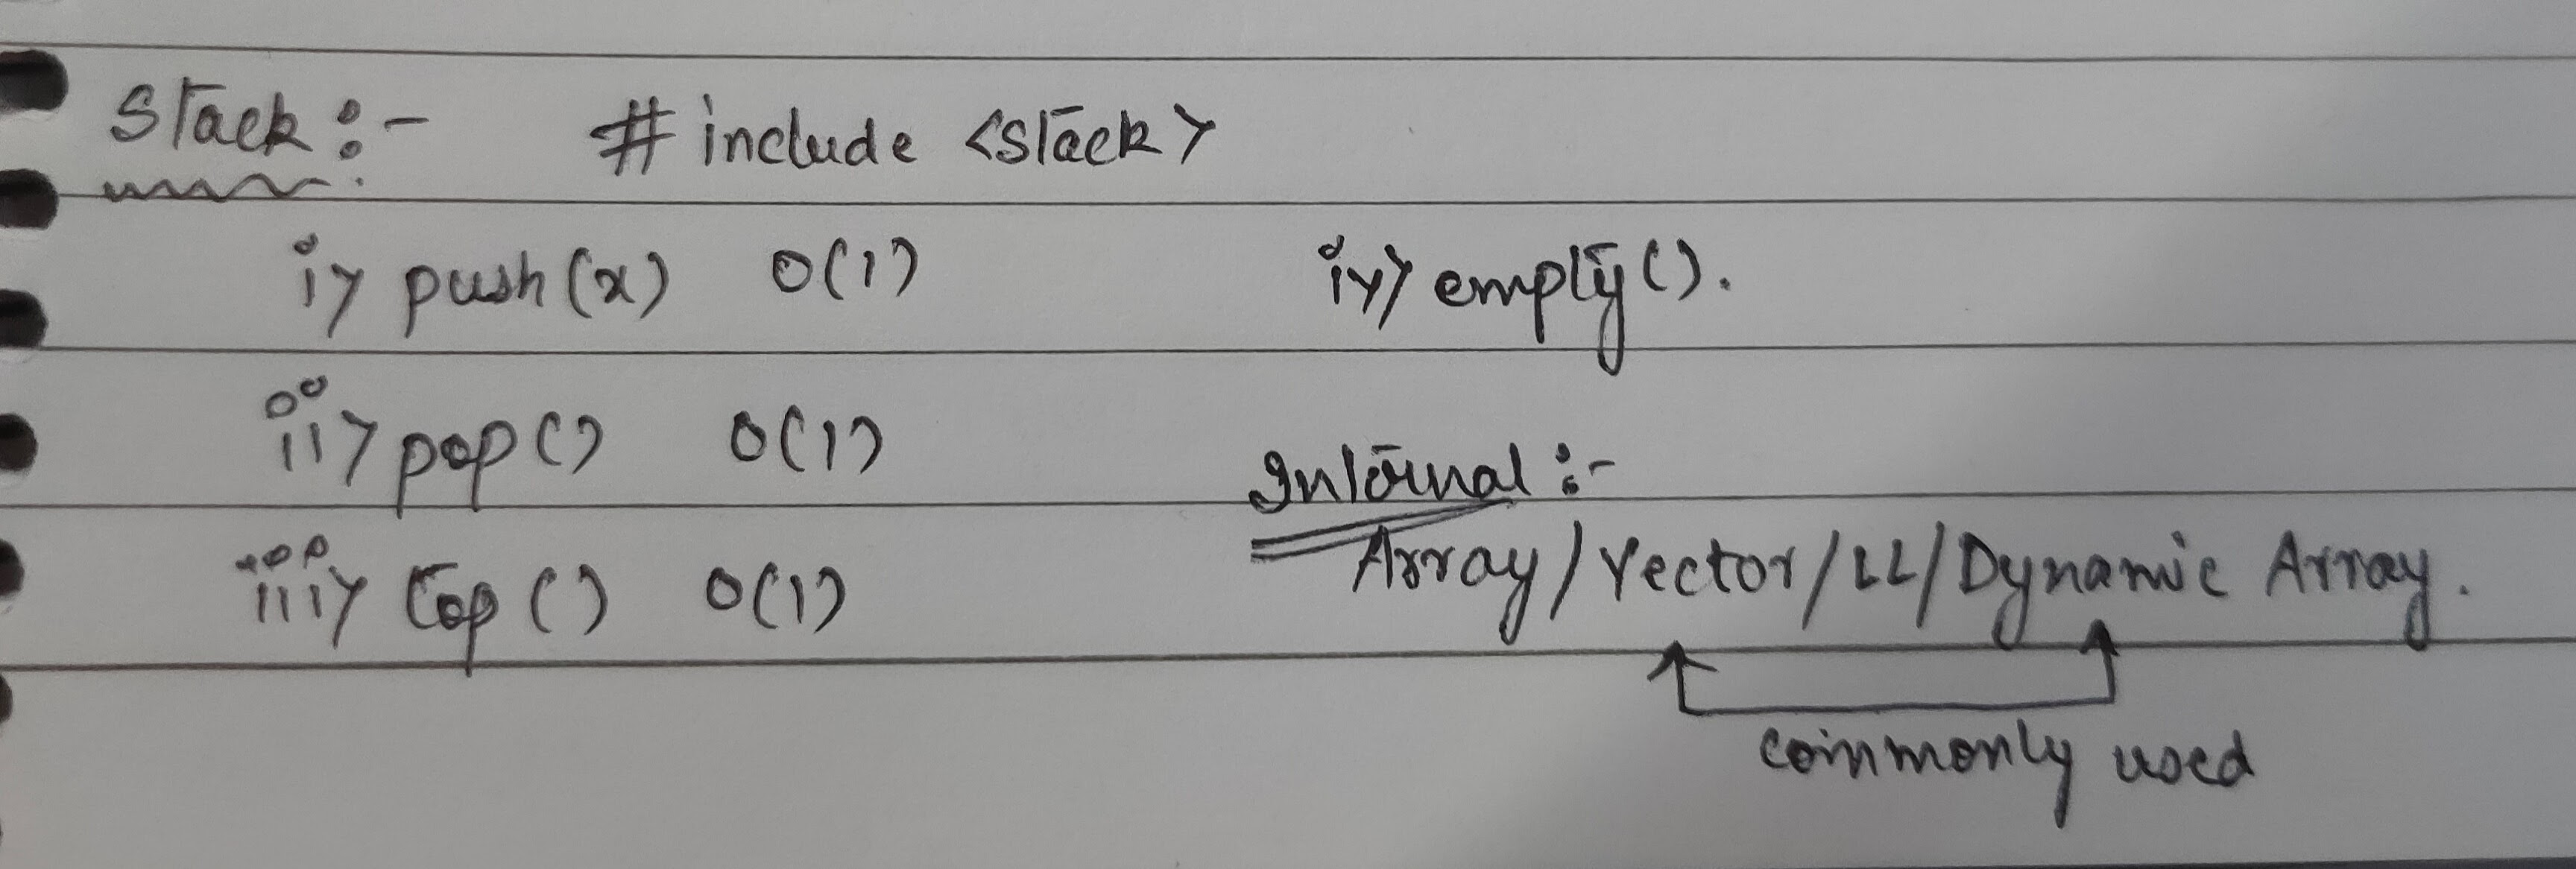 Stack :- # include <stack>
i> push (x) O(1)
iv> empty ().
ii> pop () O(1)
Internal :-
iii> top () O(1)
Array / Vector / LL / Dynamic Array.
commonly used